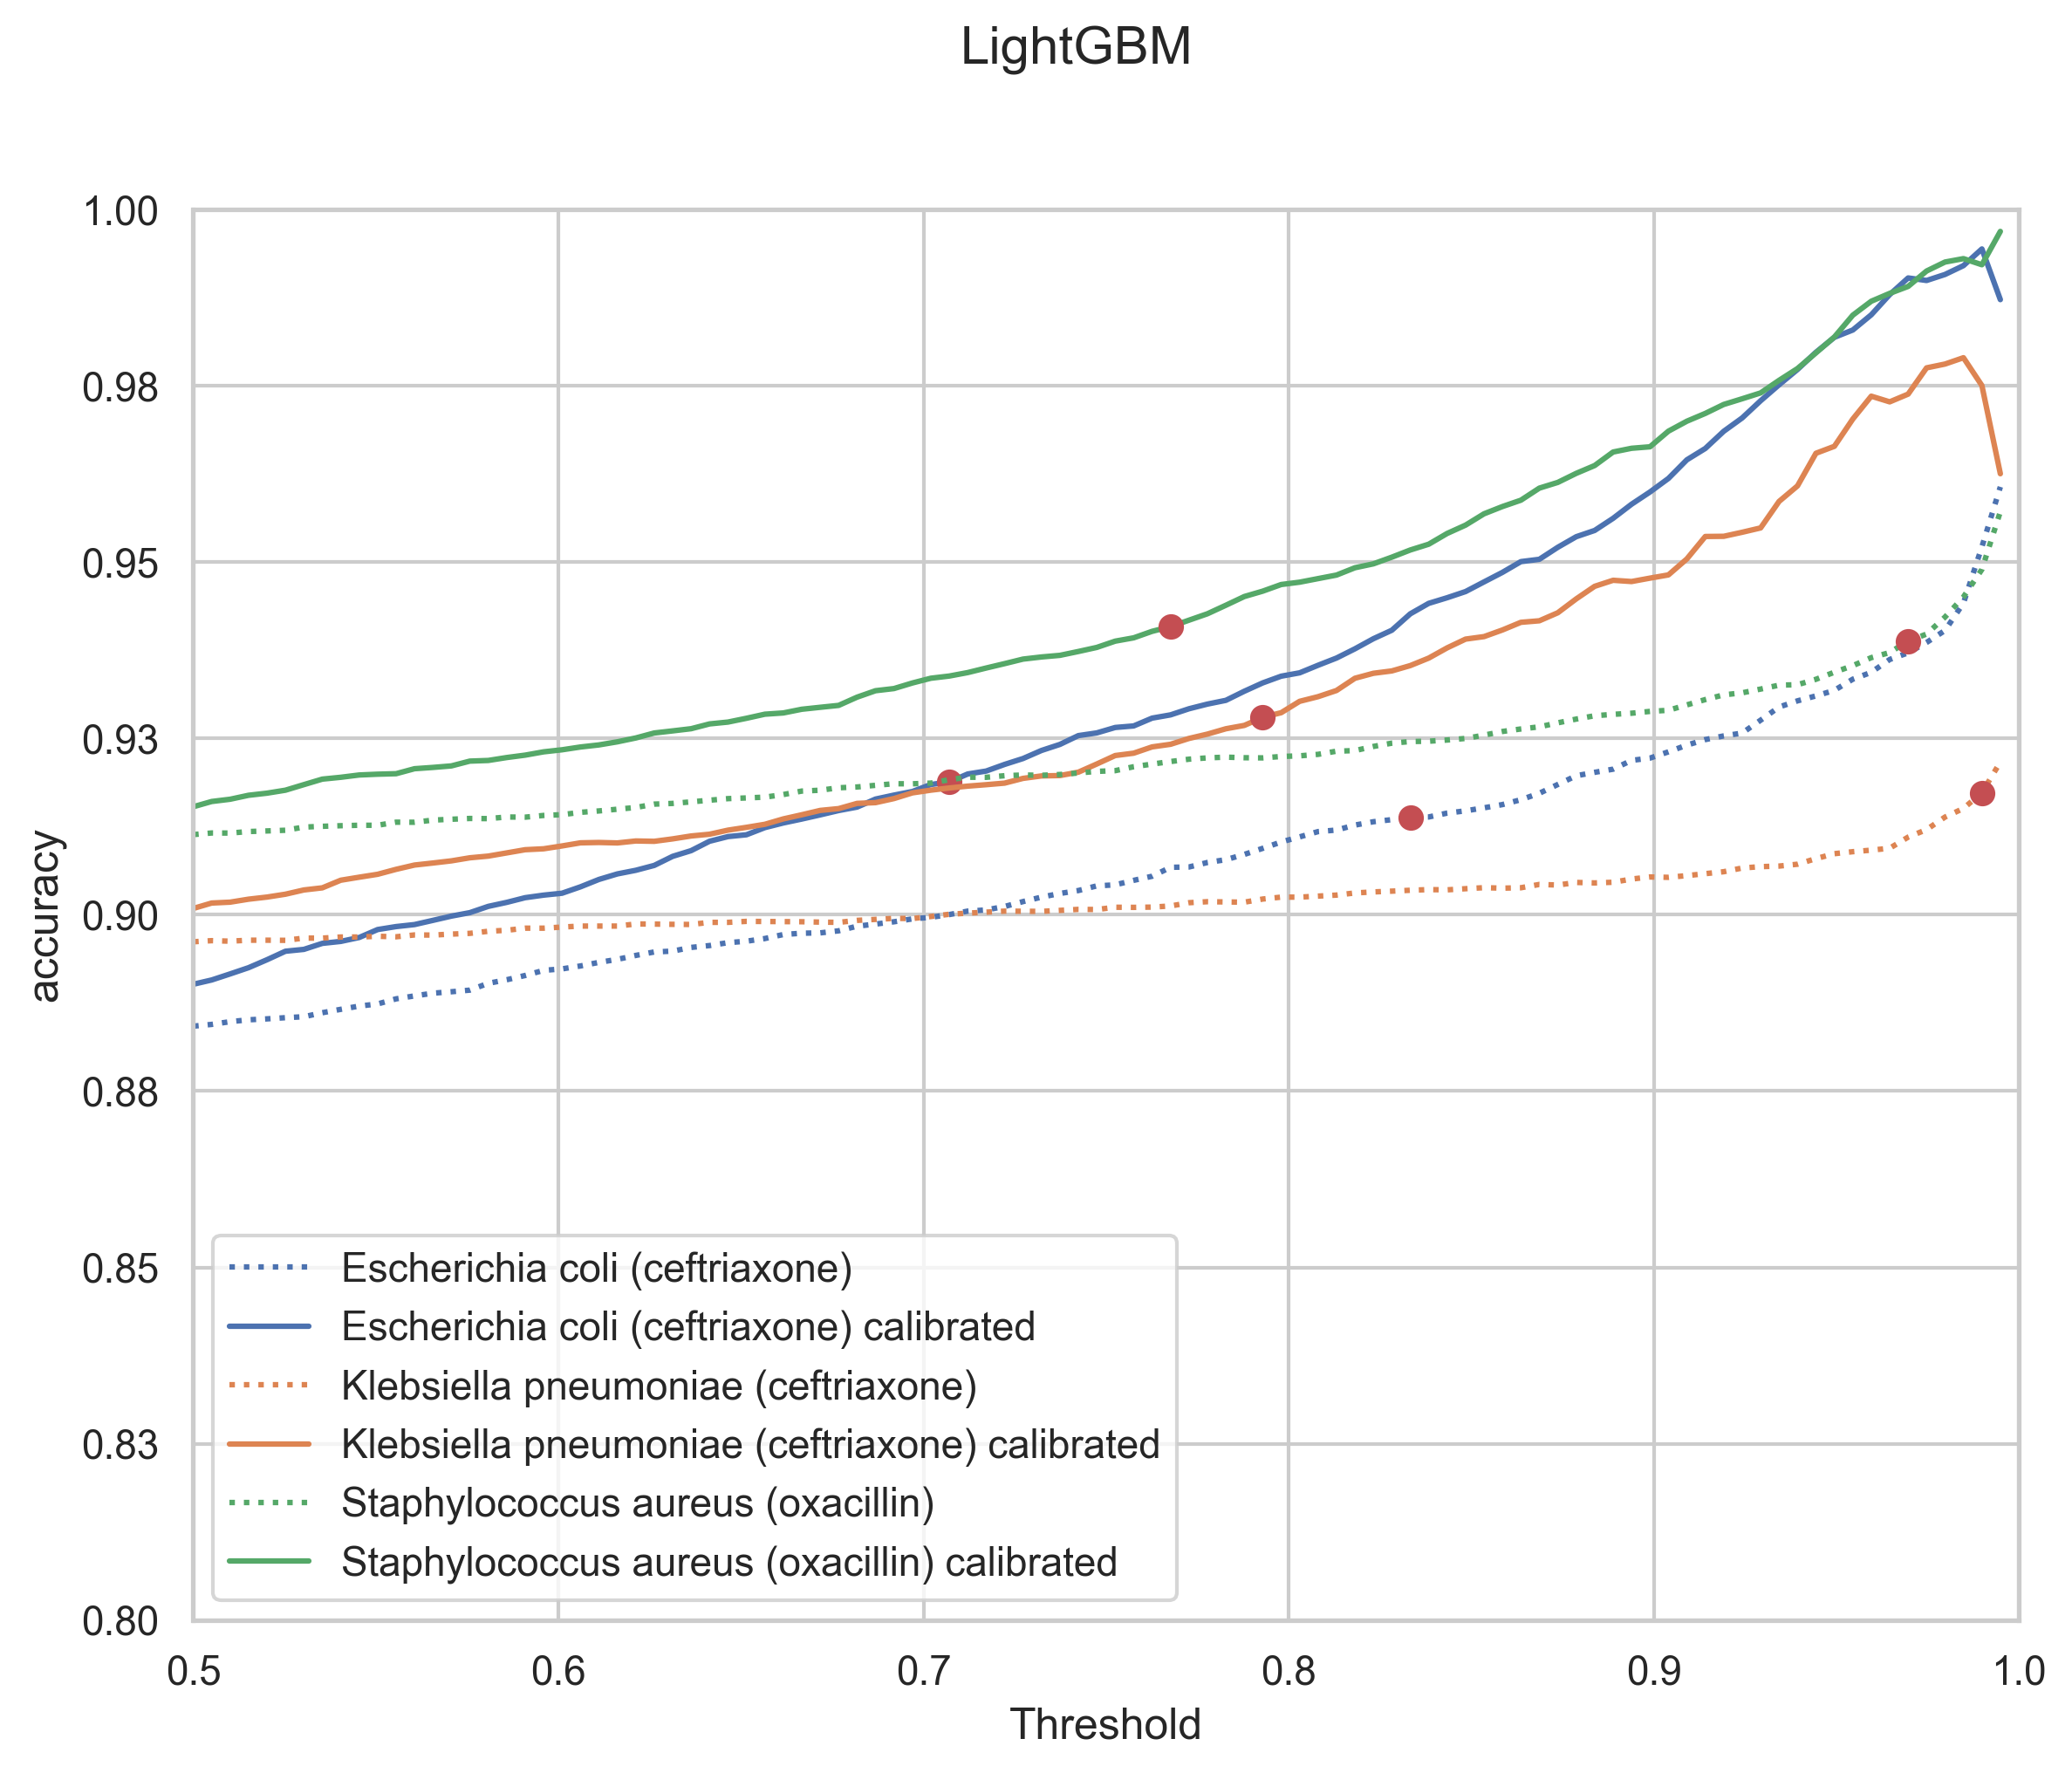 LightGBM
1.00
0.98
0.95
0.93
0.90
0.88
0.85
0.83
0.80
accuracy
Escherichia coli (ceftriaxone)
Escherichia coli (ceftriaxone) calibrated
Klebsiella pneumoniae (ceftriaxone)
Klebsiella pneumoniae (ceftriaxone) calibrated
Staphylococcus aureus (oxacillin)
Staphylococcus aureus (oxacillin) calibrated
0.5 0.6 0.7 0.8 0.9 1.0
Threshold